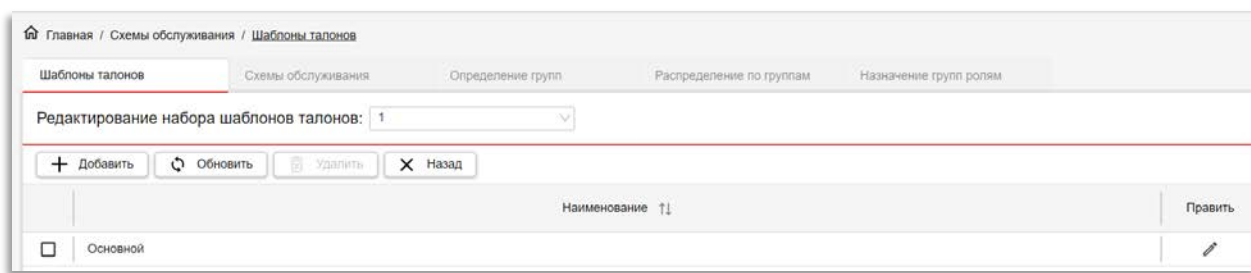 Главная / Схемы обслуживания / Шаблоны талонов
Шаблоны талонов Схемы обслуживания Определение групп Распределение по группам Назначение групп ролям
Редактирование набора шаблонов талонов: 1
Добавить Обновить Удалить Назад
Наименование Править
Основной